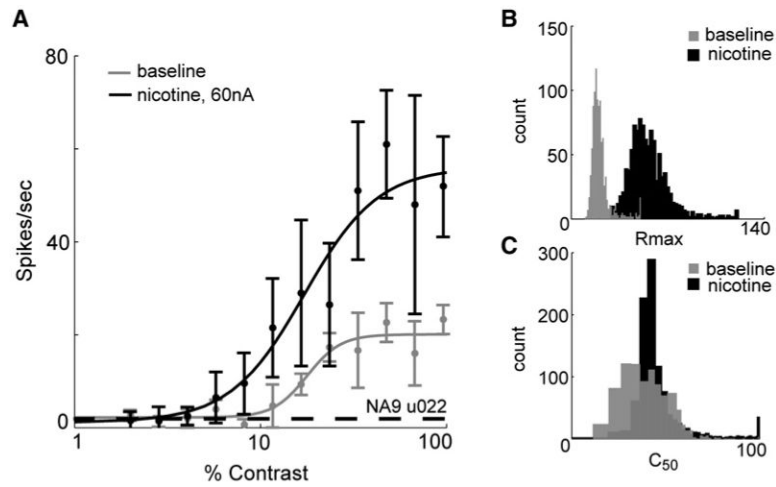 A
80
baseline
nicotine, 60nA
40
Spikes/sec
0
NA9 u022
1
10
100
% Contrast
B
150
baseline
nicotine
100
count
50
0
Rmax
140
C
300
baseline
nicotine
200
count
100
0
C50
100